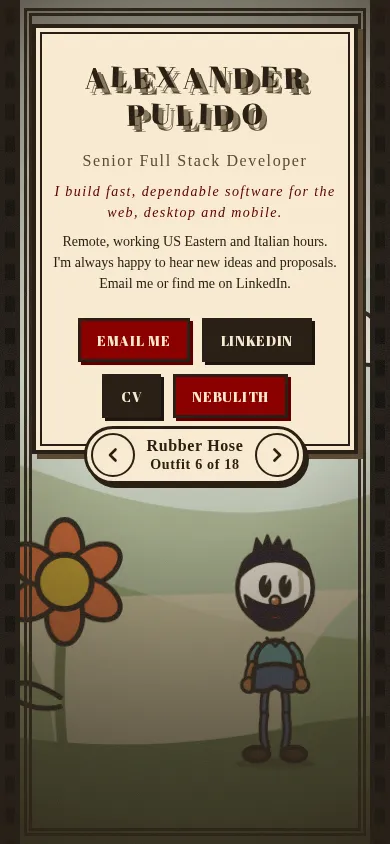 ALEXANDER
PULIDO
Senior Full Stack Developer
I build fast, dependable software for the
web, desktop and mobile.
Remote, working US Eastern and Italian hours.
I'm always happy to hear new ideas and proposals.
Email me or find me on LinkedIn.
EMAIL ME
LINKEDIN
CV
NEBULITH
Rubber Hose
Outfit 6 of 18